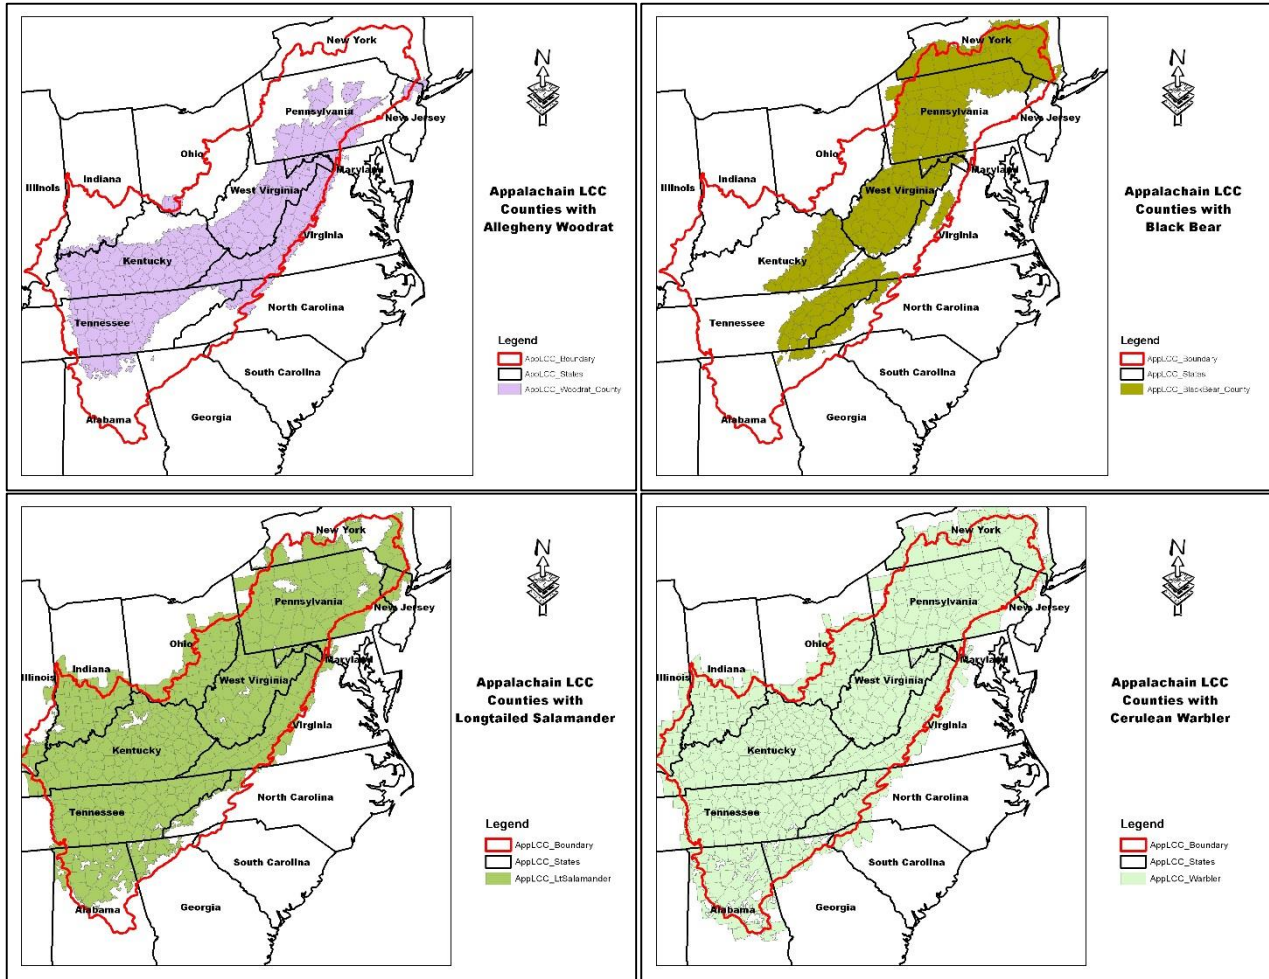 New York
Pennsylvania
New Jersey
Ohio
Maryland
Indiana
Illinois
West Virginia
Virginia
Kentucky
North Carolina
Tennessee
South Carolina
Alabama
Georgia
N
Appalachain LCC
Counties with
Allegheny Woodrat
Legend
AppLCC_Boundary
AppLCC_States
AppLCC_Woodrat_County
New York
Pennsylvania
New Jersey
Ohio
Maryland
Indiana
Illinois
West Virginia
Virginia
Kentucky
North Carolina
Tennessee
South Carolina
Alabama
Georgia
N
Appalachain LCC
Counties with
Black Bear
Legend
AppLCC_Boundary
AppLCC_States
AppLCC_BlackBear_County
New York
Pennsylvania
New Jersey
Ohio
Maryland
Indiana
Illinois
West Virginia
Virginia
Kentucky
North Carolina
Tennessee
South Carolina
Alabama
Georgia
N
Appalachain LCC
Counties with
Longtailed Salamander
Legend
AppLCC_Boundary
AppLCC_States
AppLCC_LtSalamander
New York
Pennsylvania
New Jersey
Ohio
Maryland
Indiana
Illinois
West Virginia
Virginia
Kentucky
North Carolina
Tennessee
South Carolina
Alabama
Georgia
N
Appalachain LCC
Counties with
Cerulean Warbler
Legend
AppLCC_Boundary
AppLCC_States
AppLCC_Warbler